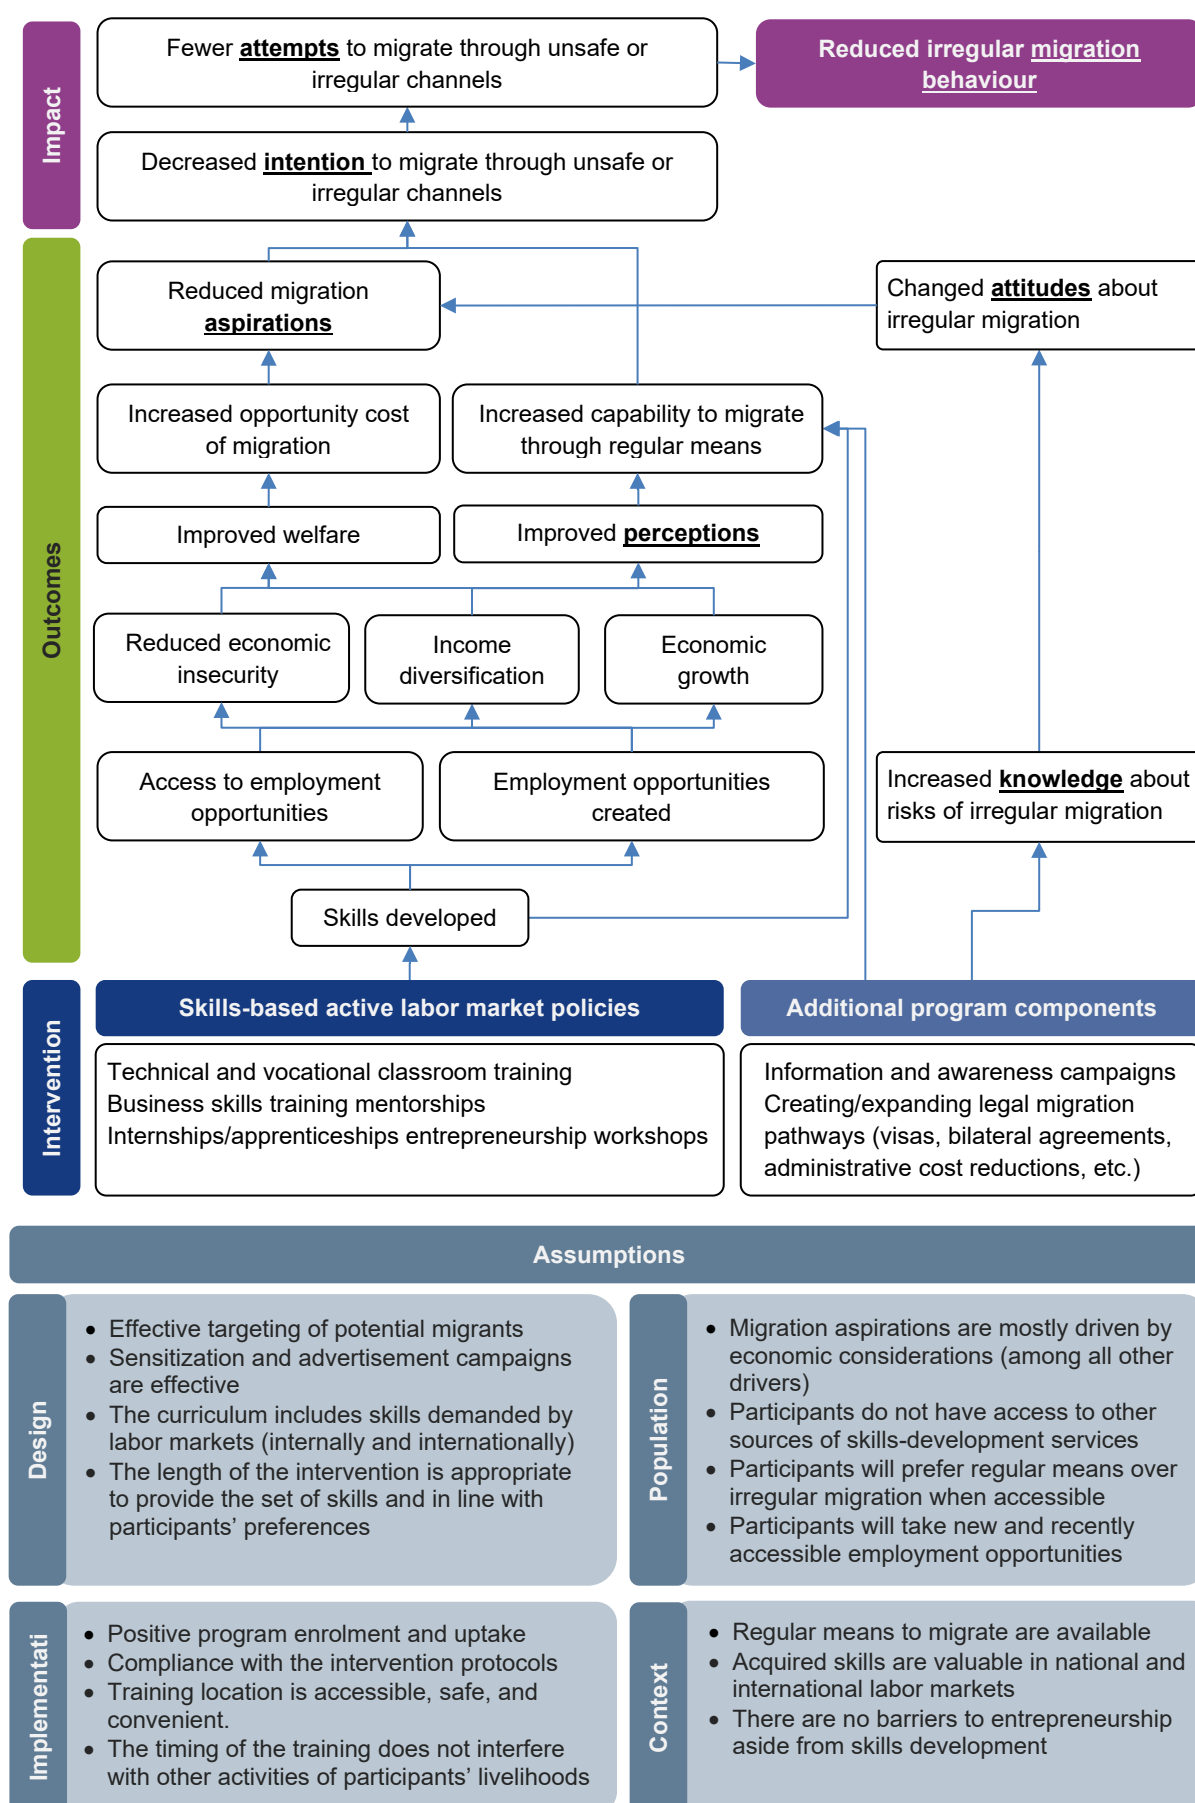 Impact
Fewer attempts to migrate through unsafe or
irregular channels
Reduced irregular migration
behaviour
Decreased intention to migrate through unsafe or
irregular channels
Outcomes
Reduced migration
aspirations
Changed attitudes about
irregular migration
Increased opportunity cost
of migration
Increased capability to migrate
through regular means
Improved welfare
Improved perceptions
Reduced economic
insecurity
Income
diversification
Economic
growth
Access to employment
opportunities
Employment opportunities
created
Increased knowledge about
risks of irregular migration
Skills developed
Intervention
Skills-based active labor market policies
Technical and vocational classroom training
Business skills training mentorships
Internships/apprenticeships entrepreneurship workshops
Additional program components
Information and awareness campaigns
Creating/expanding legal migration
pathways (visas, bilateral agreements,
administrative cost reductions, etc.)
Assumptions
Design
• Effective targeting of potential migrants
• Sensitization and advertisement campaigns
are effective
• The curriculum includes skills demanded by
labor markets (internally and internationally)
• The length of the intervention is appropriate
to provide the set of skills and in line with
participants’ preferences
Population
• Migration aspirations are mostly driven by
economic considerations (among all other
drivers)
• Participants do not have access to other
sources of skills-development services
• Participants will prefer regular means over
irregular migration when accessible
• Participants will take new and recently
accessible employment opportunities
Implementati
• Positive program enrolment and uptake
• Compliance with the intervention protocols
• Training location is accessible, safe, and
convenient.
• The timing of the training does not interfere
with other activities of participants’ livelihoods
Context
• Regular means to migrate are available
• Acquired skills are valuable in national and
international labor markets
• There are no barriers to entrepreneurship
aside from skills development